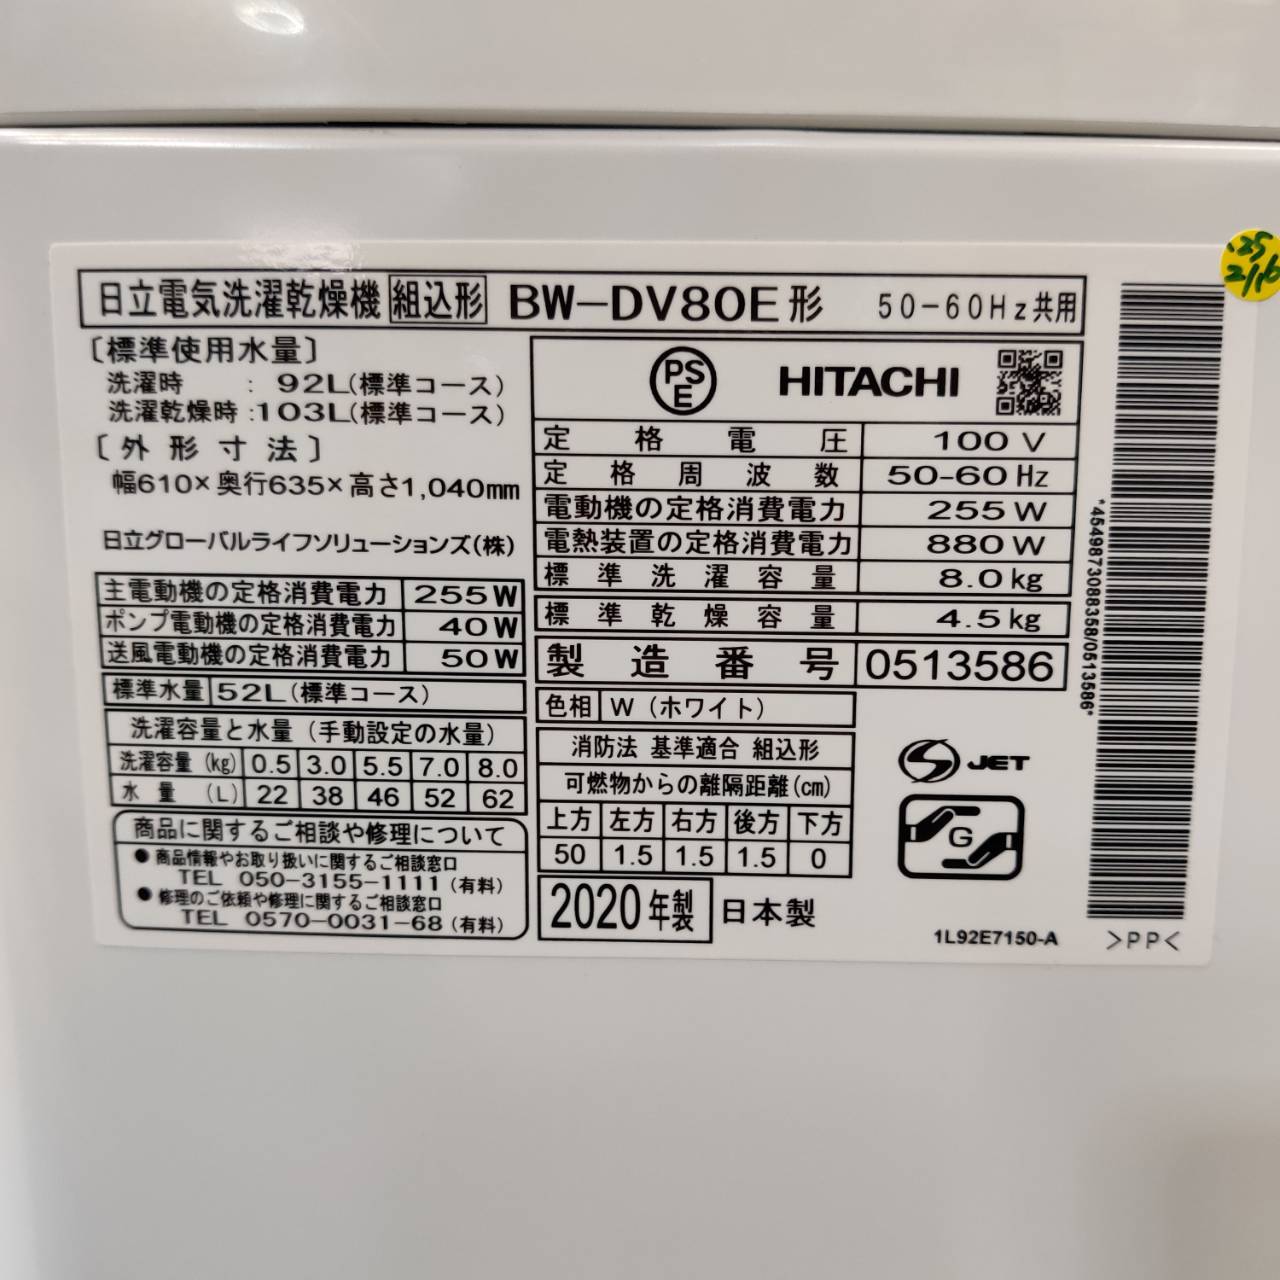 日立電気洗濯乾燥機 組込形 BW-DV80E形 50-60Hz共用
〔標準使用水量〕
洗濯時 : 92L(標準コース)
洗濯乾燥時:103L(標準コース)
〔外形寸法〕
幅610×奥行635×高さ1,040mm
日立グローバルライフソリューションズ(株)
主電動機の定格消費電力 255W
ポンプ電動機の定格消費電力 40W
送風電動機の定格消費電力 50W
標準水量 52L(標準コース)
洗濯容量と水量(手動設定の水量)
洗濯容量(kg) 0.5 3.0 5.5 7.0 8.0
水量(L) 22 38 46 52 62
商品に関するご相談や修理について
●商品情報やお取り扱いに関するご相談窓口
TEL 050-3155-1111(有料)
●修理のご依頼や修理に関するご相談窓口
TEL 0570-0031-68(有料)
PSE HITACHI
定格電圧 100V
定格周波数 50-60Hz
電動機の定格消費電力 255W
電熱装置の定格消費電力 880W
標準洗濯容量 8.0kg
標準乾燥容量 4.5kg
製造番号 0513586
色相 W(ホワイト)
消防法 基準適合 組込形
可燃物からの離隔距離(cm)
上方 左方 右方 後方 下方
50 1.5 1.5 1.5 0
2020年製 日本製
S JET
G
1L92E7150-A
>PP<
*4549873088358/0513586*
'25
2/16